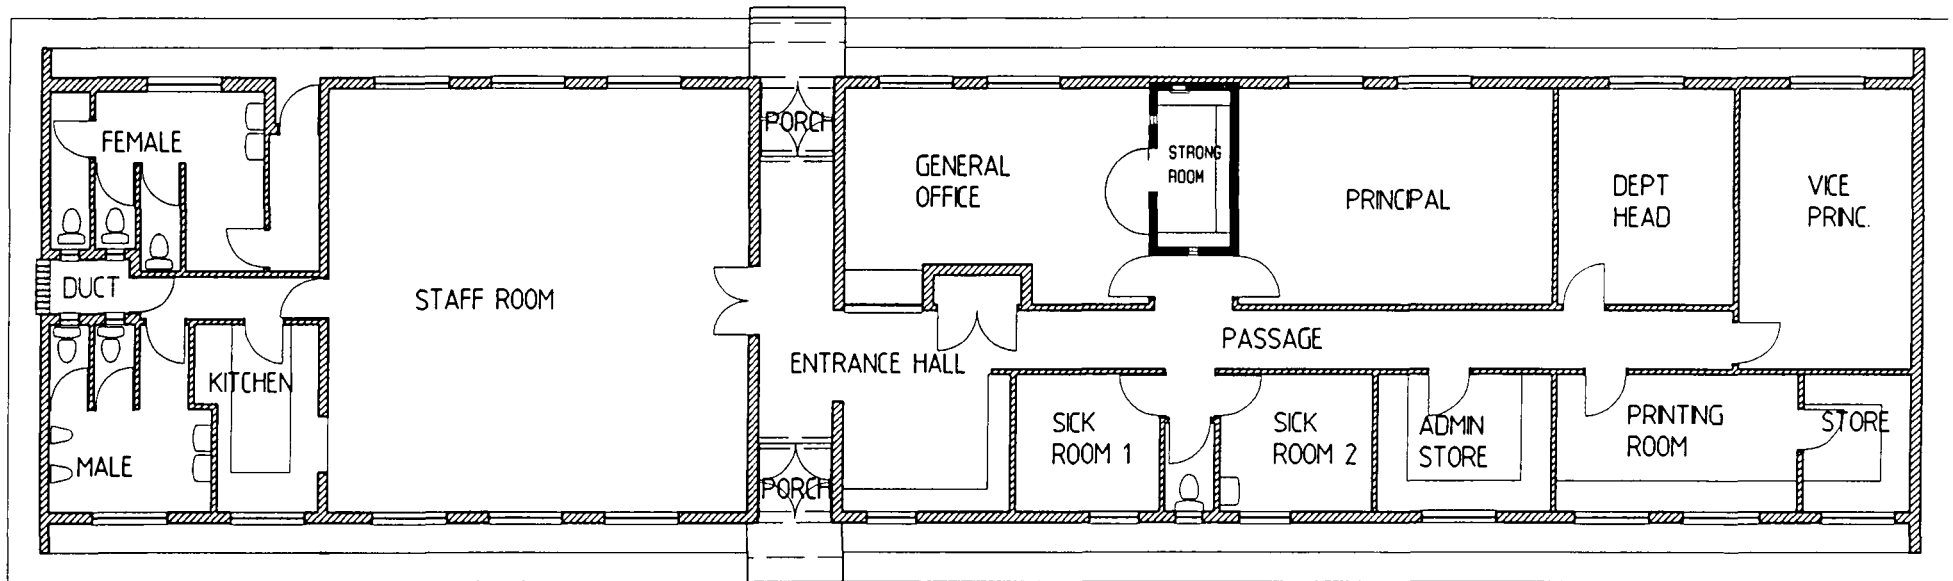 PORCH
FEMALE
STRONG
ROOM
GENERAL
OFFICE
PRINCIPAL
DEPT
HEAD
VICE
PRINC.
DUCT
STAFF ROOM
ENTRANCE HALL
PASSAGE
KITCHEN
SICK
ROOM 1
SICK
ROOM 2
ADMIN
STORE
PRINTING
ROOM
STORE
MALE
PORCH